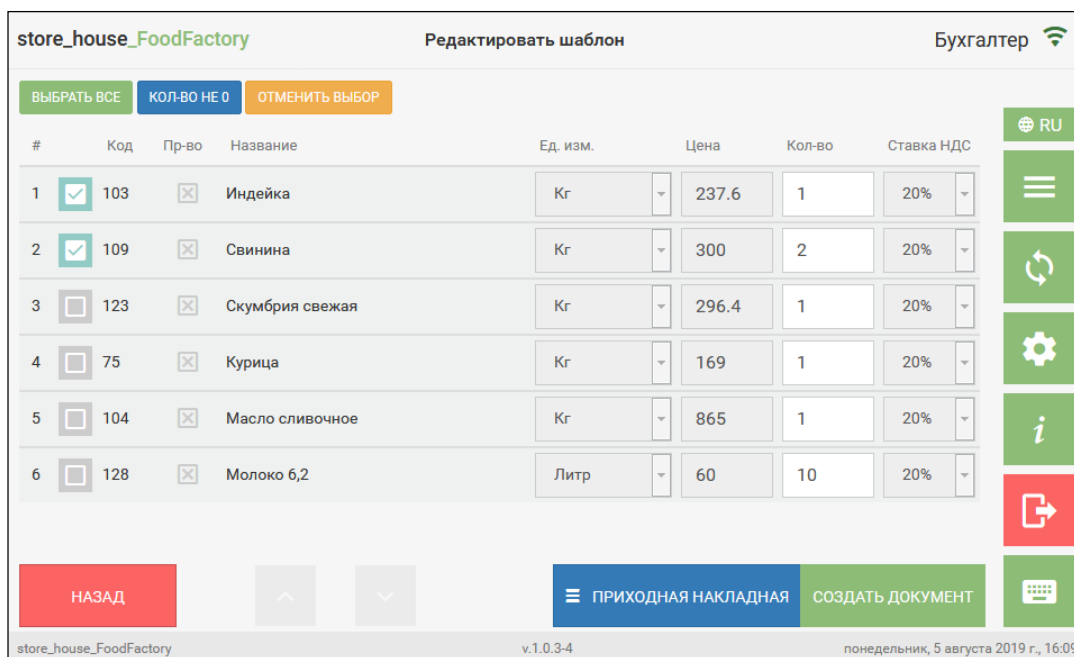 store_house_FoodFactory Редактировать шаблон Бухгалтер
ВЫБРАТЬ ВСЕ КОЛ-ВО НЕ 0 ОТМЕНИТЬ ВЫБОР
RU
# Код Пр-во Название Ед. изм. Цена Кол-во Ставка НДС
1 103 Индейка Кг 237.6 1 20%
2 109 Свинина Кг 300 2 20%
3 123 Скумбрия свежая Кг 296.4 1 20%
4 75 Курица Кг 169 1 20%
5 104 Масло сливочное Кг 865 1 20%
6 128 Молоко 6,2 Литр 60 10 20%
НАЗАД ПРИХОДНАЯ НАКЛАДНАЯ СОЗДАТЬ ДОКУМЕНТ
store_house_FoodFactory v.1.0.3-4 понедельник, 5 августа 2019 г., 16:09